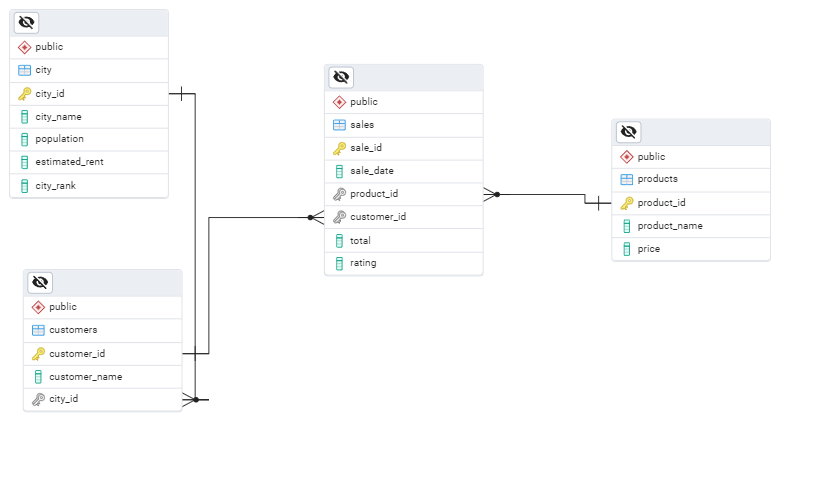 public
city
city_id
city_name
population
estimated_rent
city_rank
public
sales
sale_id
sale_date
product_id
customer_id
total
rating
public
products
product_id
product_name
price
public
customers
customer_id
customer_name
city_id